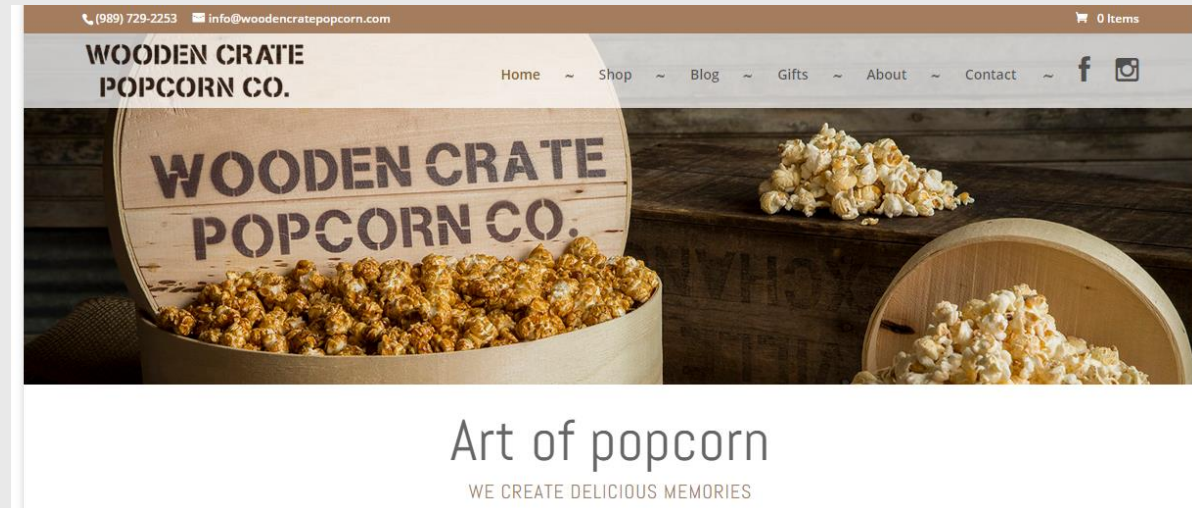 (989) 729-2253 info@woodencratepopcorn.com 0 Items
WOODEN CRATE
POPCORN CO.
Home ~ Shop ~ Blog ~ Gifts ~ About ~ Contact ~
WOODEN CRATE
POPCORN CO.
Art of popcorn
WE CREATE DELICIOUS MEMORIES